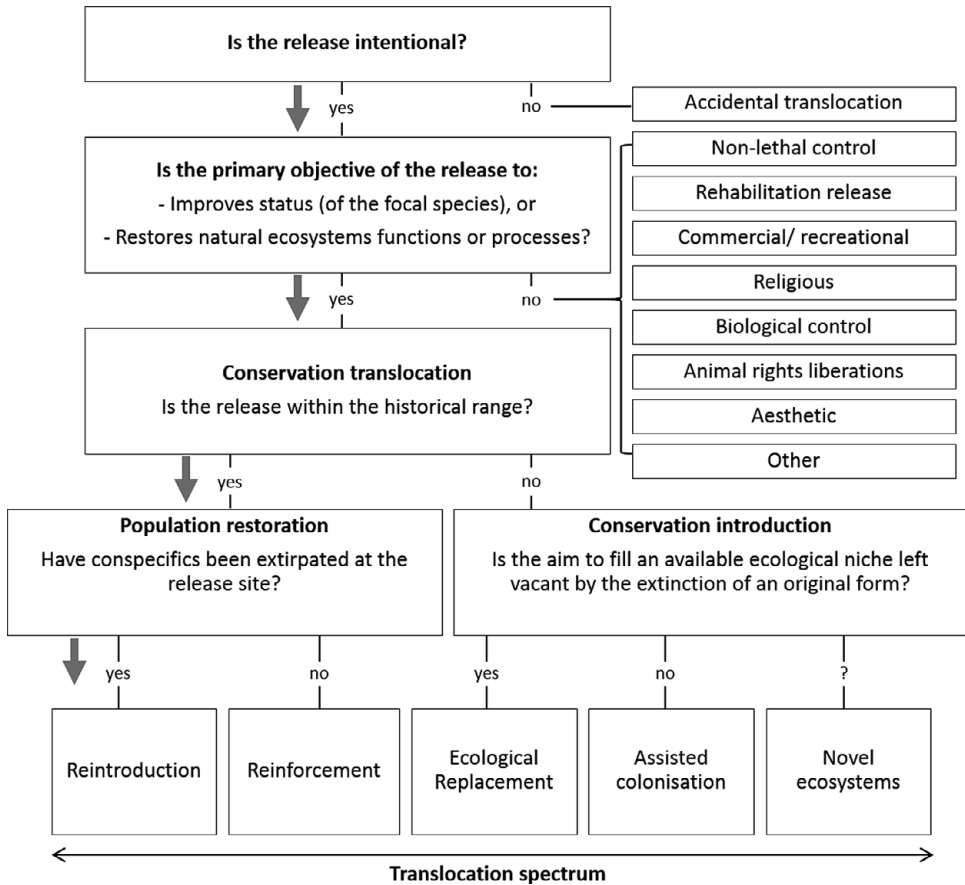 Is the release intentional?
yes
no
Accidental translocation
Is the primary objective of the release to:
- Improves status (of the focal species), or
- Restores natural ecosystems functions or processes?
Non-lethal control
Rehabilitation release
Commercial/ recreational
Religious
Biological control
Animal rights liberations
Aesthetic
Other
yes
no
Conservation translocation
Is the release within the historical range?
yes
no
Population restoration
Have conspecifics been extirpated at the
release site?
Conservation introduction
Is the aim to fill an available ecological niche left
vacant by the extinction of an original form?
yes
no
yes
no
?
Reintroduction
Reinforcement
Ecological
Replacement
Assisted
colonisation
Novel
ecosystems
Translocation spectrum